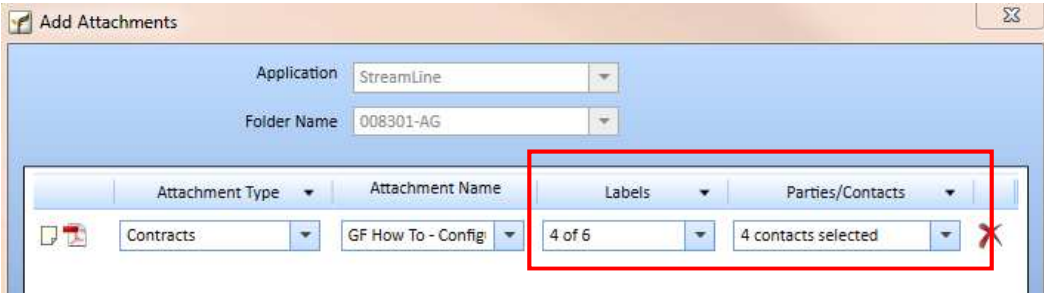 Add Attachments
Application StreamLine
Folder Name 008301-AG
Attachment Type Attachment Name Labels Parties/Contacts
Contracts GF How To - Config 4 of 6 4 contacts selected